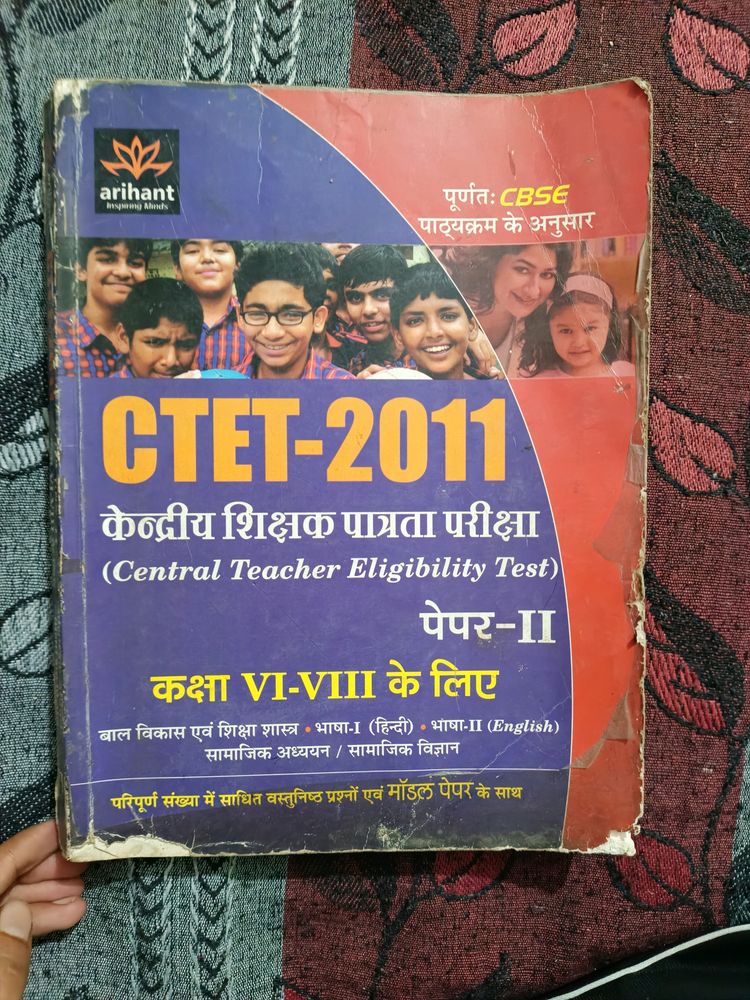 arihant
Inspiring Minds
पूर्णतः CBSE
पाठ्यक्रम के अनुसार
CTET-2011
केन्द्रीय शिक्षक पात्रता परीक्षा
(Central Teacher Eligibility Test)
पेपर-II
कक्षा VI-VIII के लिए
बाल विकास एवं शिक्षा शास्त्र • भाषा-I (हिन्दी) • भाषा-II (English)
सामाजिक अध्ययन / सामाजिक विज्ञान
परिपूर्ण संख्या में साधित वस्तुनिष्ठ प्रश्नों एवं मॉडल पेपर के साथ